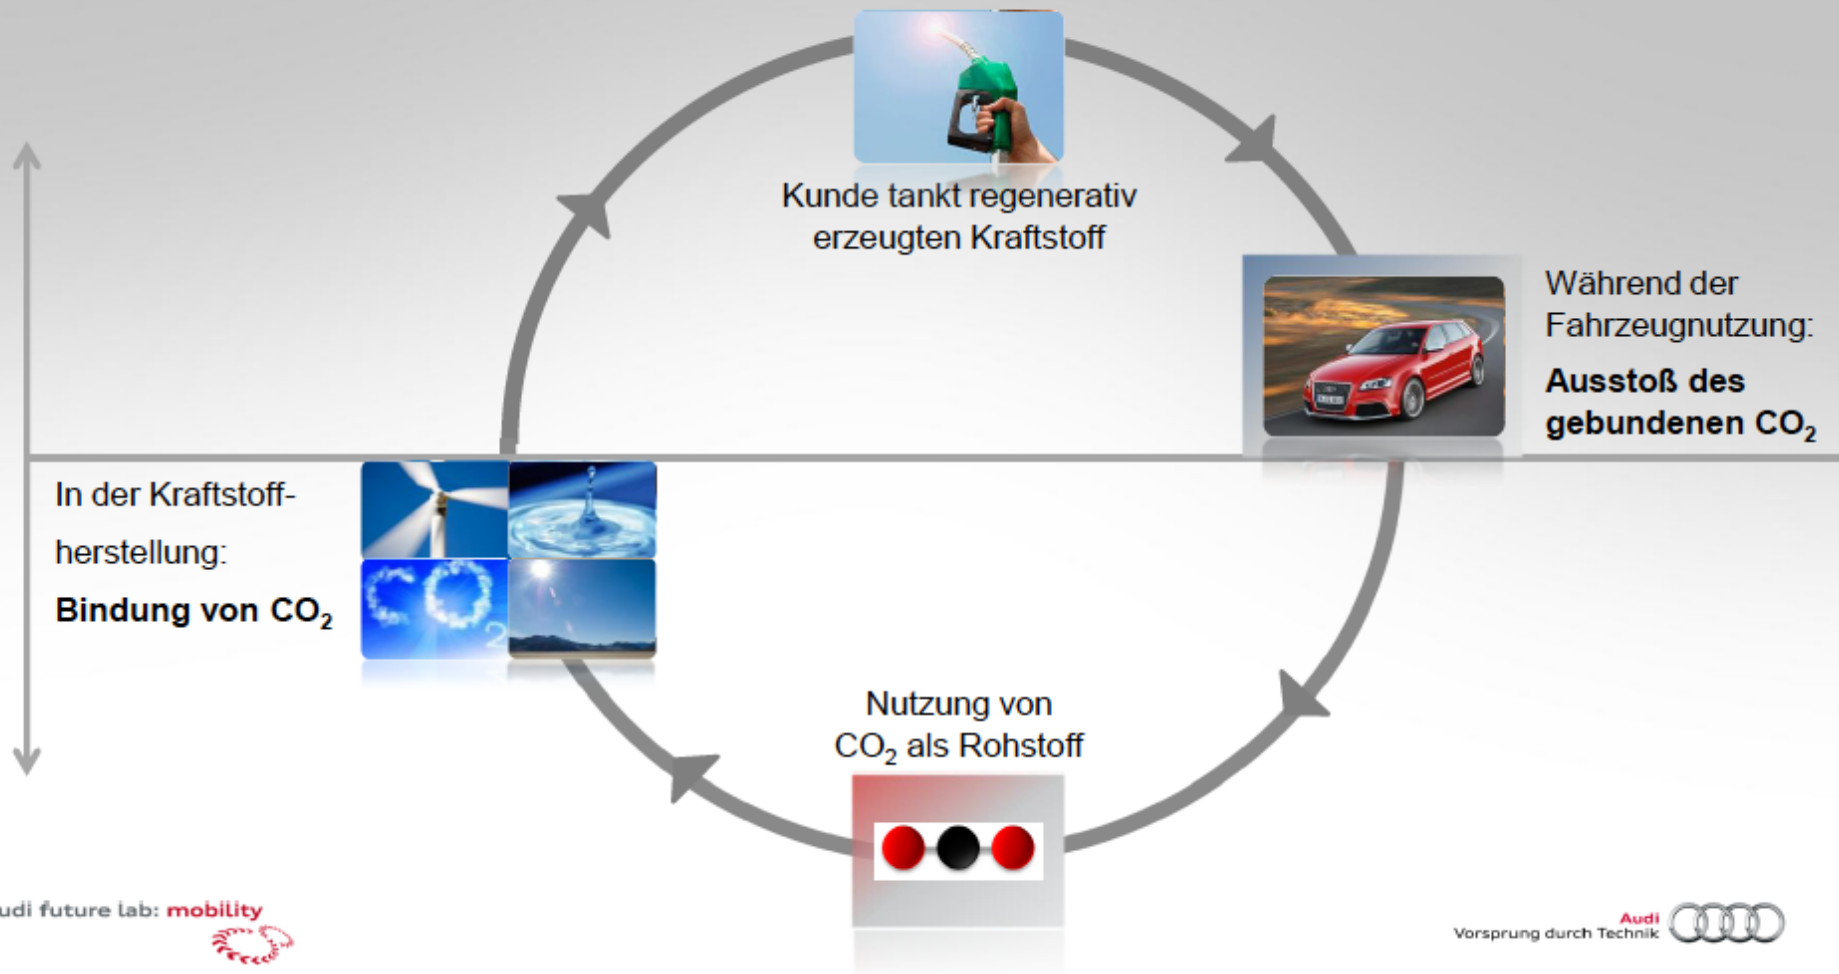 Kunde tankt regenerativ
erzeugten Kraftstoff
Während der
Fahrzeugnutzung:
Ausstoß des
gebundenen CO₂
In der Kraftstoff-
herstellung:
Bindung von CO₂
CO₂
Nutzung von
CO₂ als Rohstoff
udi future lab: mobility
Audi
Vorsprung durch Technik